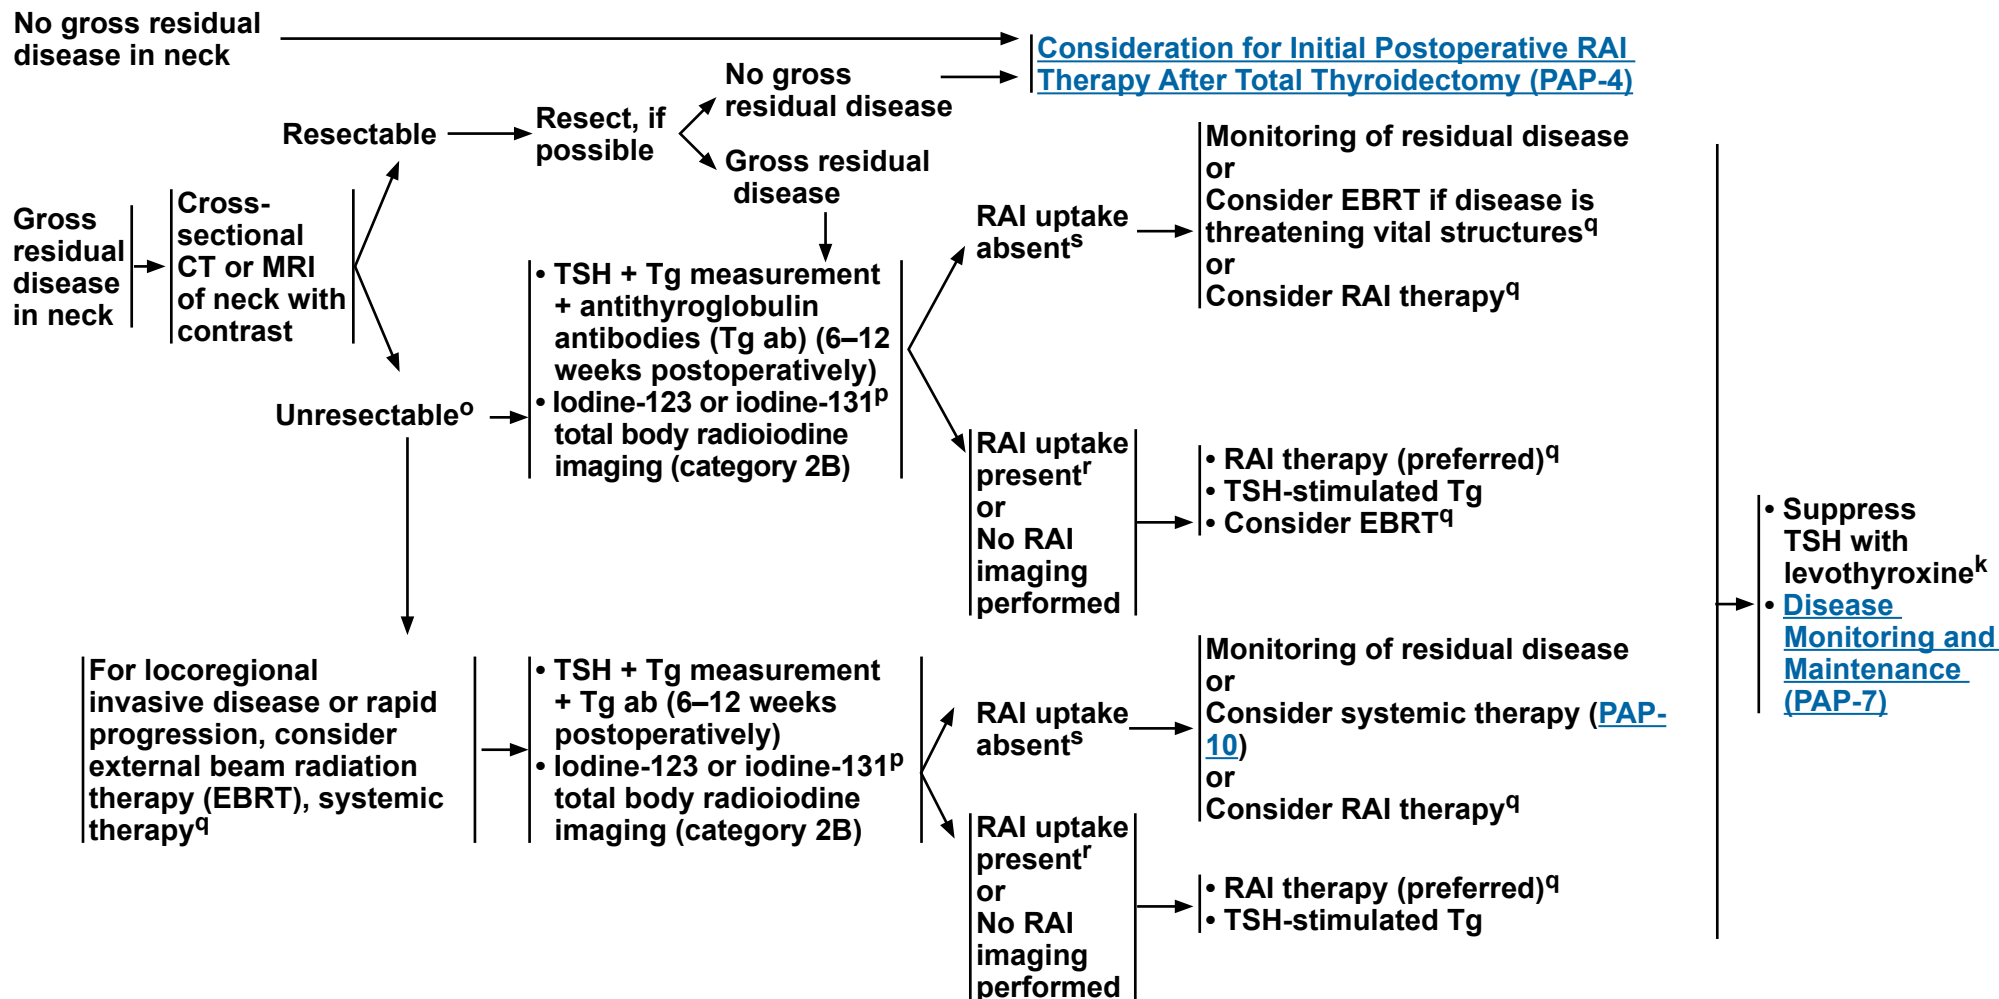 No gross residual
disease in neck
Consideration for Initial Postoperative RAI
Therapy After Total Thyroidectomy (PAP-4)
No gross
residual disease
Resectable
Resect, if
possible
Gross residual
disease
Gross
residual
disease
in neck
Cross-
sectional
CT or MRI
of neck with
contrast
Unresectableᵒ
• TSH + Tg measurement
+ antithyroglobulin
antibodies (Tg ab) (6–12
weeks postoperatively)
• Iodine-123 or iodine-131ᵖ
total body radioiodine
imaging (category 2B)
RAI uptake
absentˢ
Monitoring of residual disease
or
Consider EBRT if disease is
threatening vital structures^q
or
Consider RAI therapy^q
RAI uptake
presentʳ
or
No RAI
imaging
performed
• RAI therapy (preferred)^q
• TSH-stimulated Tg
• Consider EBRT^q
For locoregional
invasive disease or rapid
progression, consider
external beam radiation
therapy (EBRT), systemic
therapy^q
• TSH + Tg measurement
+ Tg ab (6–12 weeks
postoperatively)
• Iodine-123 or iodine-131ᵖ
total body radioiodine
imaging (category 2B)
RAI uptake
absentˢ
Monitoring of residual disease
or
Consider systemic therapy (PAP-
10)
or
Consider RAI therapy^q
RAI uptake
presentʳ
or
No RAI
imaging
performed
• RAI therapy (preferred)^q
• TSH-stimulated Tg
• Suppress
TSH with
levothyroxineᵏ
• Disease
Monitoring and
Maintenance
(PAP-7)